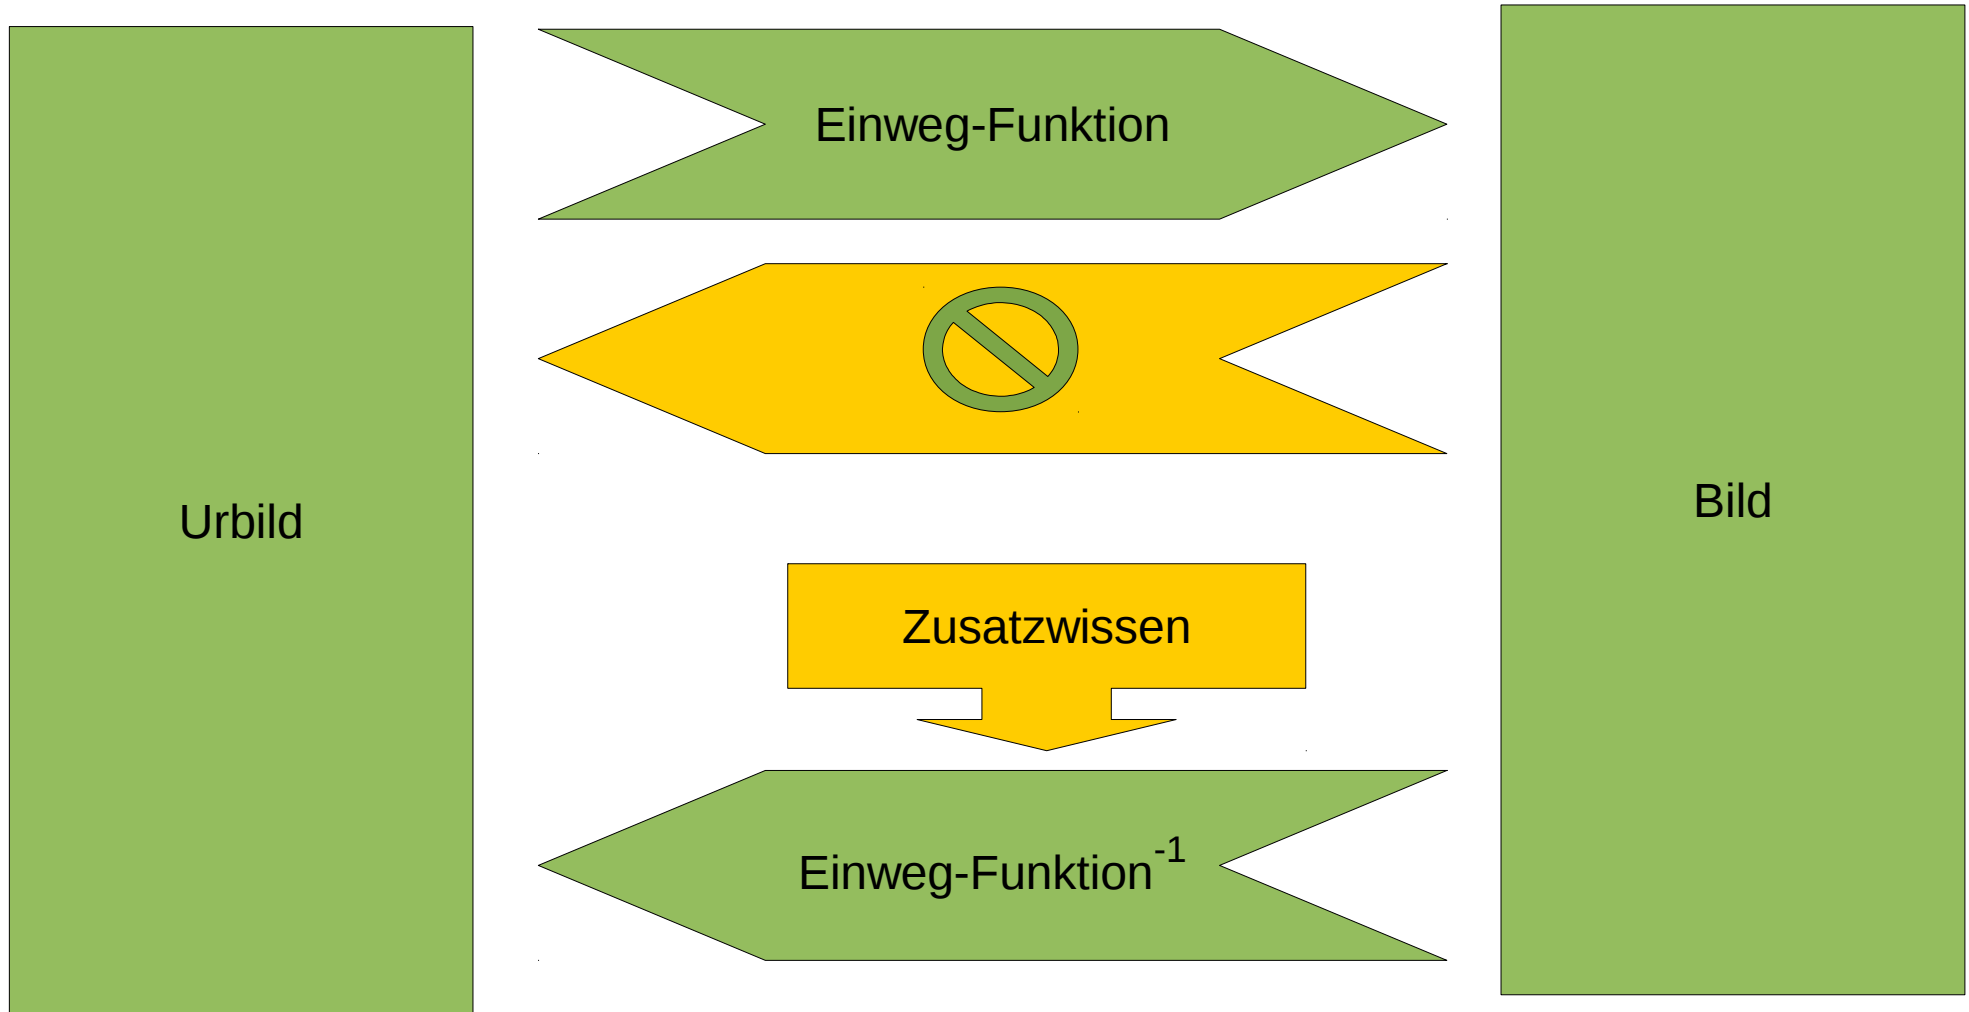 Einweg-Funktion
Urbild
Bild
Zusatzwissen
Einweg-Funktion⁻¹